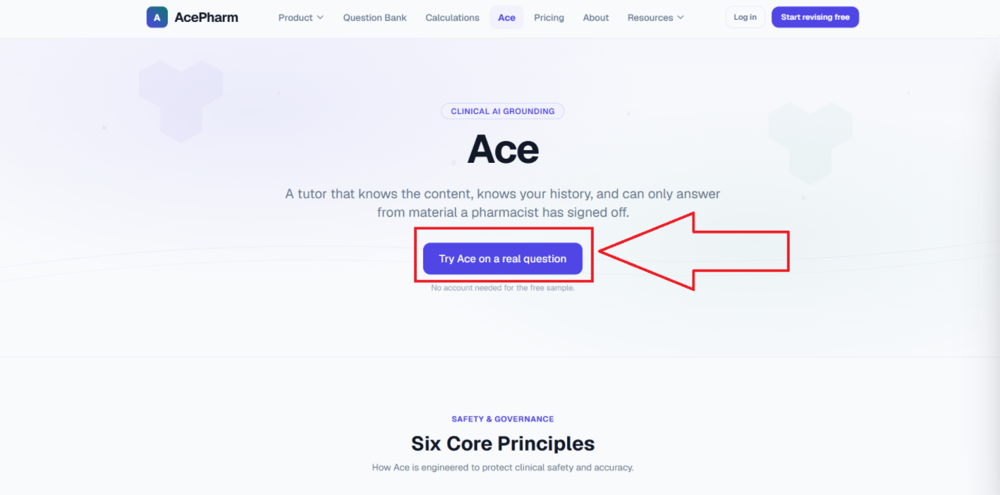 A AcePharm Product Question Bank Calculations Ace Pricing About Resources Log in Start revising free
CLINICAL AI GROUNDING
Ace
A tutor that knows the content, knows your history, and can only answer
from material a pharmacist has signed off.
Try Ace on a real question
No account needed for the free sample.
SAFETY & GOVERNANCE
Six Core Principles
How Ace is engineered to protect clinical safety and accuracy.